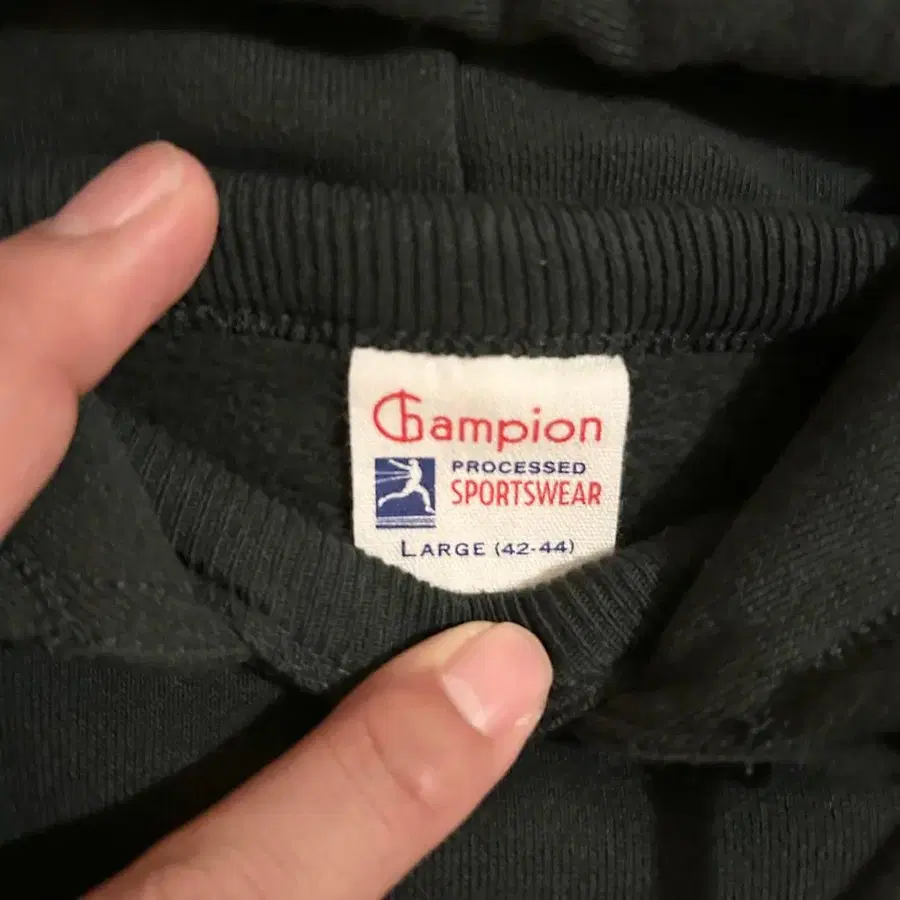 Champion
PROCESSED
SPORTSWEAR
LARGE (42-44)